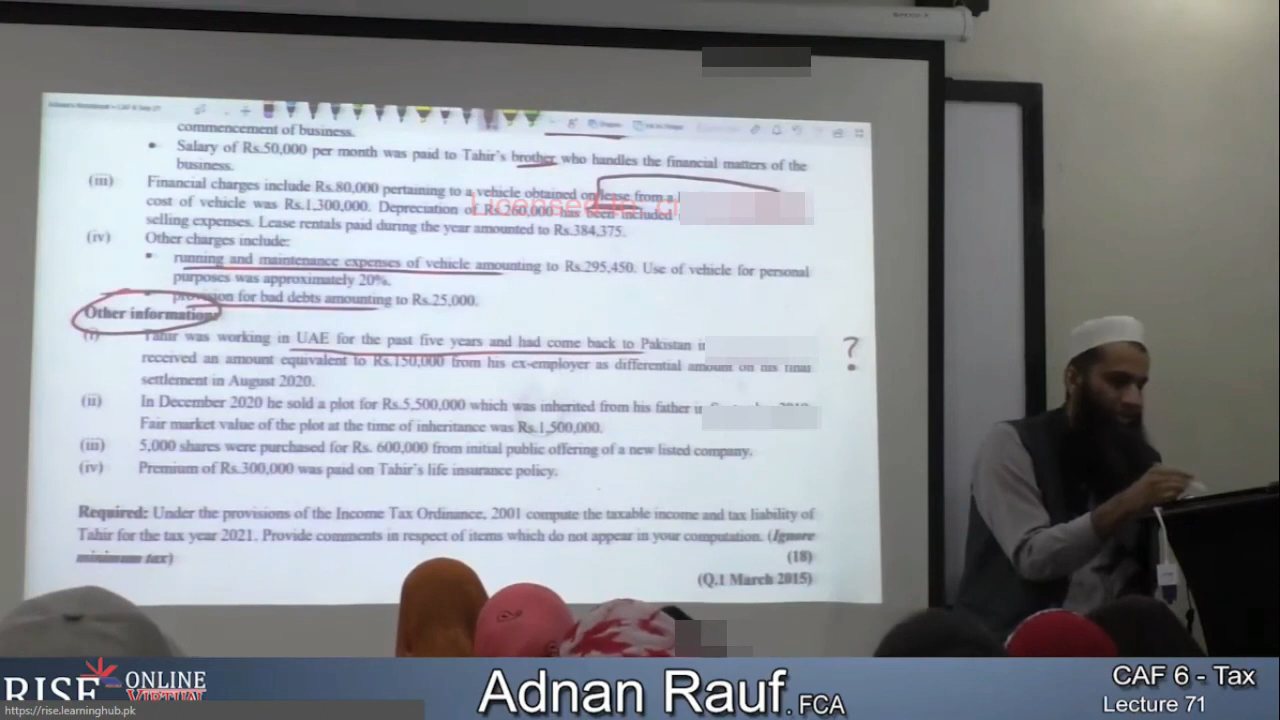 commencement of business.
• Salary of Rs.50,000 per month was paid to Tahir's brother who handles the financial matters of the
business.
(iii) Financial charges include Rs.80,000 pertaining to a vehicle obtained on lease from a
cost of vehicle was Rs.1,300,000. Depreciation of Rs.260,000 has been included
Licensed to
selling expenses. Lease rentals paid during the year amounted to Rs.384,375.
(iv) Other charges include:
• running and maintenance expenses of vehicle amounting to Rs.295,450. Use of vehicle for personal
purposes was approximately 20%.
• provision for bad debts amounting to Rs.25,000.
Other information:
(i) Tahir was working in UAE for the past five years and had come back to Pakistan
?
received an amount equivalent to Rs.150,000 from his ex-employer as differential amount on his final
settlement in August 2020.
(ii) In December 2020 he sold a plot for Rs.5,500,000 which was inherited from his father
Fair market value of the plot at the time of inheritance was Rs.1,500,000.
(iii) 5,000 shares were purchased for Rs. 600,000 from initial public offering of a new listed company.
(iv) Premium of Rs.300,000 was paid on Tahir's life insurance policy.
Required: Under the provisions of the Income Tax Ordinance, 2001 compute the taxable income and tax liability of
Tahir for the tax year 2021. Provide comments in respect of items which do not appear in your computation. (Ignore
minimum tax) (18)
(Q.1 March 2015)
RISE ONLINE
VIRTUAL
https://rise.learninghub.pk
Adnan Rauf. FCA
CAF 6 - Tax
Lecture 71